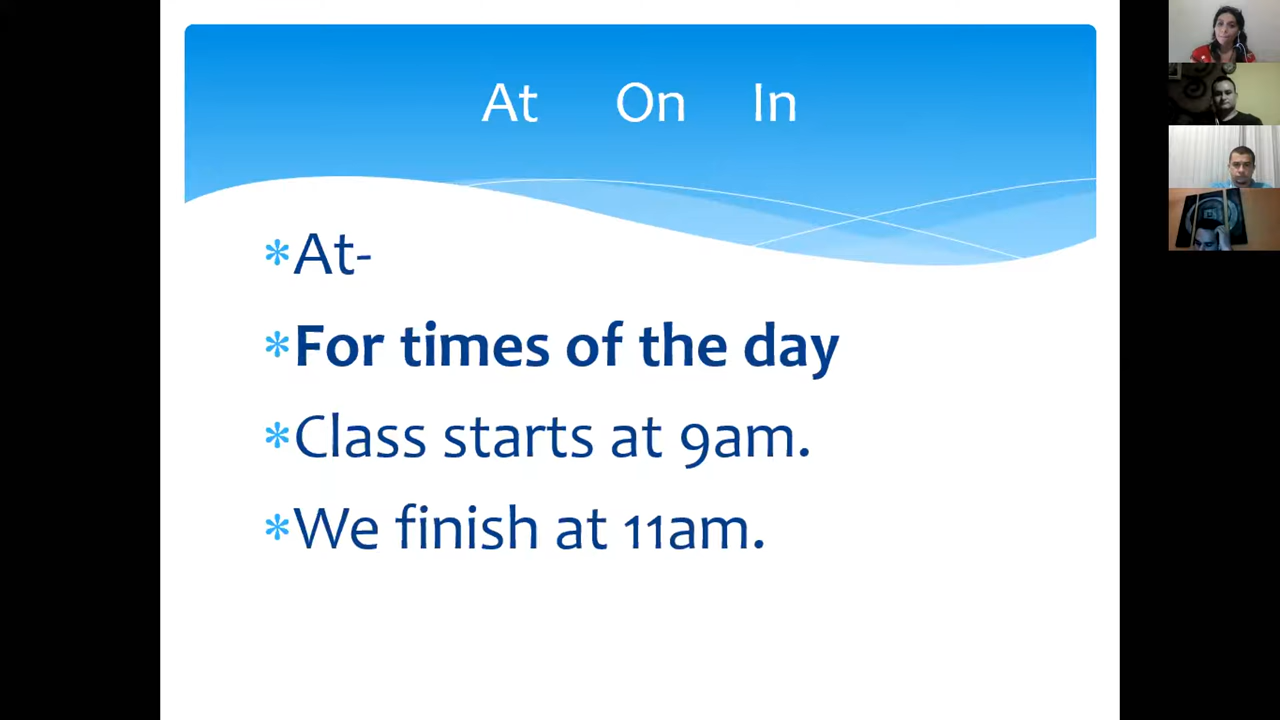 At On In
*At-
*For times of the day
*Class starts at 9am.
*We finish at 11am.